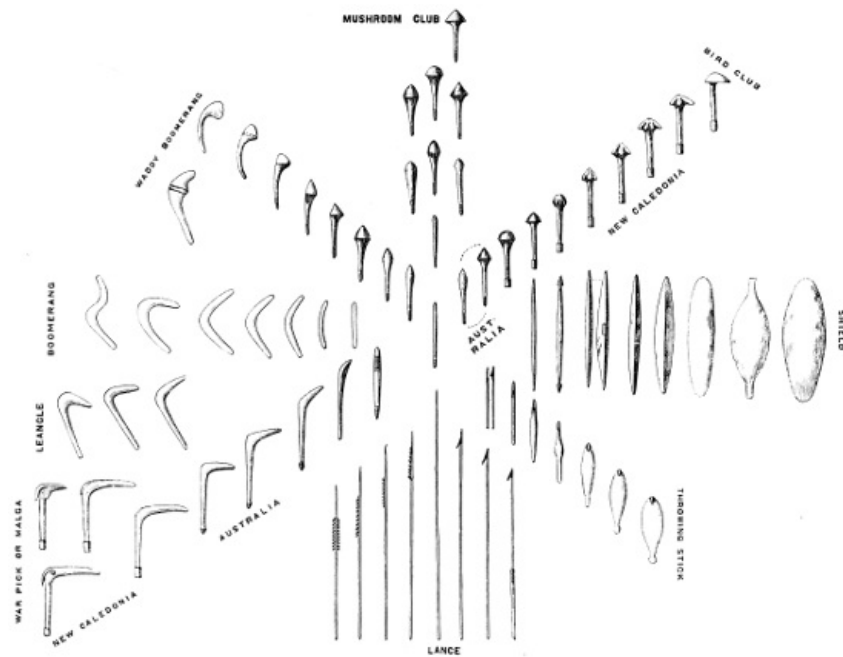 MUSHROOM CLUB
BIRD CLUB
WADDY BOOMERANG
NEW CALEDONIA
BOOMERANG
AUST-
RALIA
SHIELD
LEANGLE
AUSTRALIA
THROWING STICK
WAR PICK OR MALGA
NEW CALEDONIA
LANCE